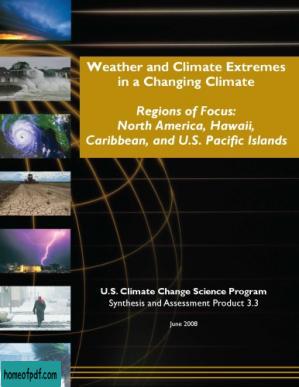 Weather and Climate Extremes
in a Changing Climate
Regions of Focus:
North America, Hawaii,
Caribbean, and U.S. Pacific Islands
U.S. Climate Change Science Program
Synthesis and Assessment Product 3.3
June 2008
homeofpdf.com